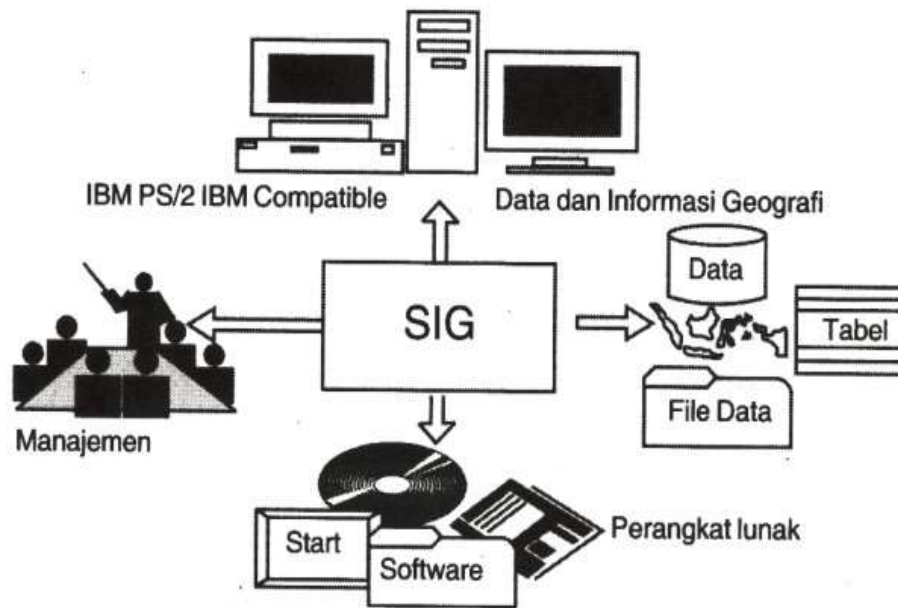 IBM PS/2 IBM Compatible
Data dan Informasi Geografi
Data
SIG
Tabel
File Data
Manajemen
Start
Software
Perangkat lunak